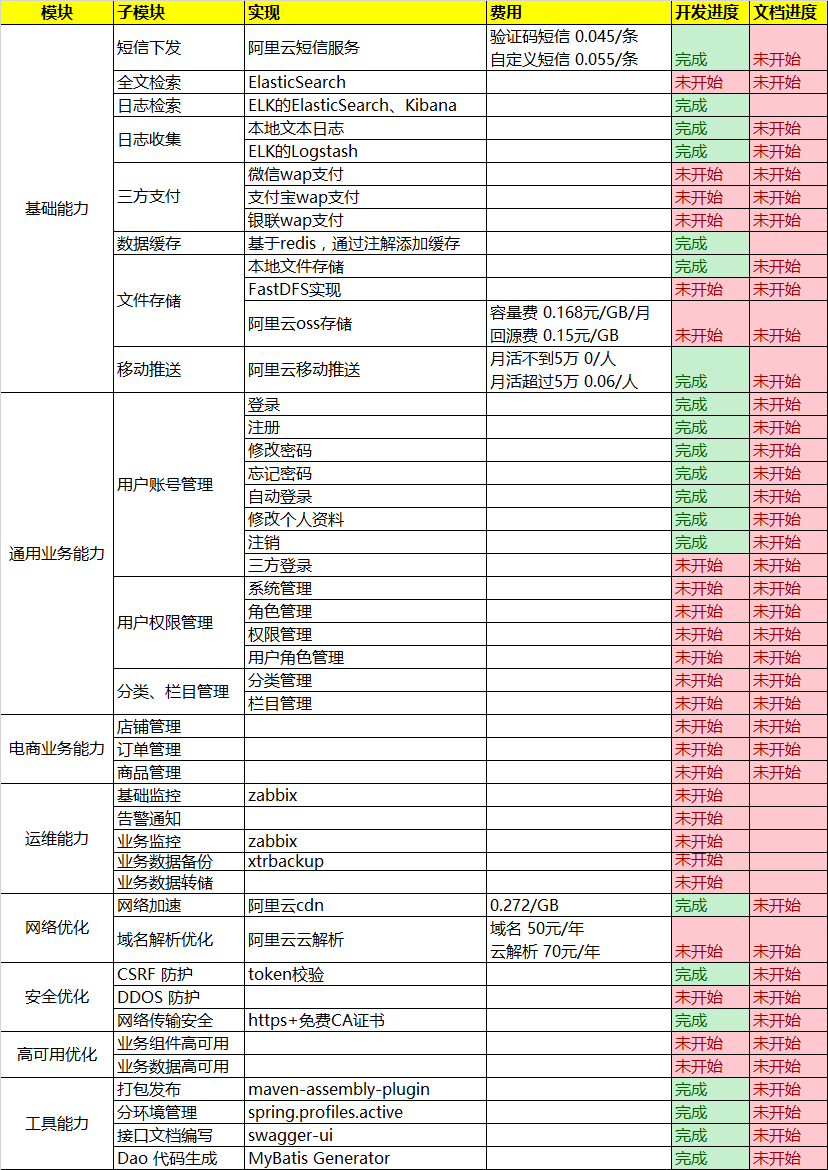 模块 子模块 实现 费用 开发进度 文档进度
基础能力
短信下发 阿里云短信服务 验证码短信 0.045/条
自定义短信 0.055/条 完成 未开始
全文检索 ElasticSearch 未开始 未开始
日志检索 ELK的ElasticSearch、Kibana 完成
日志收集 本地文本日志 完成 未开始
ELK的Logstash 完成 未开始
三方支付 微信wap支付 未开始 未开始
支付宝wap支付 未开始 未开始
银联wap支付 未开始 未开始
数据缓存 基于redis，通过注解添加缓存 完成
文件存储 本地文件存储 完成 未开始
FastDFS实现 未开始 未开始
阿里云oss存储 容量费 0.168元/GB/月
回源费 0.15元/GB 未开始 未开始
移动推送 阿里云移动推送 月活不到5万 0/人
月活超过5万 0.06/人 完成 未开始
通用业务能力
用户账号管理 登录 完成 未开始
注册 完成 未开始
修改密码 完成 未开始
忘记密码 完成 未开始
自动登录 完成 未开始
修改个人资料 完成 未开始
注销 完成 未开始
三方登录 未开始 未开始
用户权限管理 系统管理 未开始 未开始
角色管理 未开始 未开始
权限管理 未开始 未开始
用户角色管理 未开始 未开始
分类、栏目管理 分类管理 未开始 未开始
栏目管理 未开始 未开始
电商业务能力
店铺管理 未开始 未开始
订单管理 未开始 未开始
商品管理 未开始 未开始
运维能力
基础监控 zabbix 未开始
告警通知 未开始
业务监控 zabbix 未开始
业务数据备份 xtrbackup 未开始
业务数据转储 未开始
网络优化
网络加速 阿里云cdn 0.272/GB 完成 未开始
域名解析优化 阿里云云解析 域名 50元/年
云解析 70元/年 未开始 未开始
安全优化
CSRF 防护 token校验 完成 未开始
DDOS 防护 未开始 未开始
网络传输安全 https+免费CA证书 完成 未开始
高可用优化
业务组件高可用 未开始 未开始
业务数据高可用 未开始 未开始
工具能力
打包发布 maven-assembly-plugin 完成 未开始
分环境管理 spring.profiles.active 完成 未开始
接口文档编写 swagger-ui 完成 未开始
Dao 代码生成 MyBatis Generator 完成 未开始